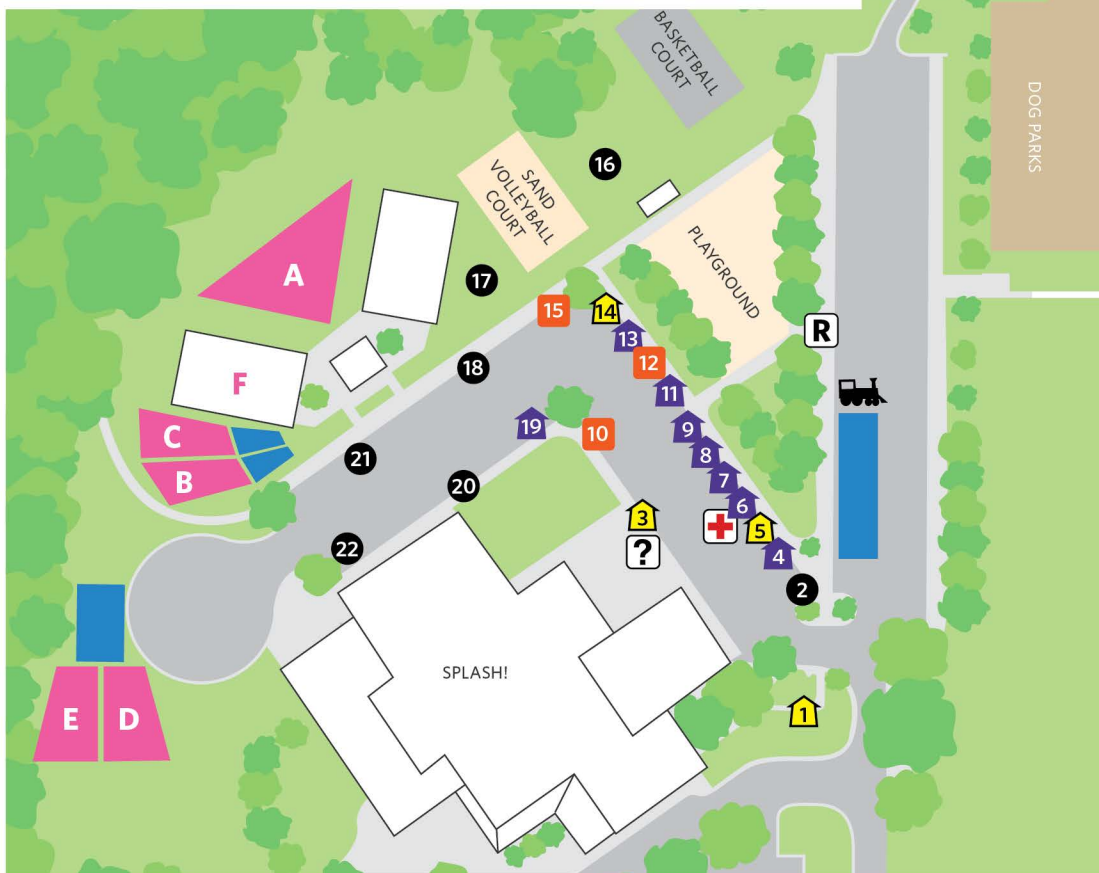 BASKETBALL
COURT
DOG PARKS
16
SAND
VOLLEYBALL
COURT
PLAYGROUND
A
17
15
14
13
R
12
18
11
F
19
10
9
C
8
21
7
B
20
6
3
5
?
22
4
2
SPLASH!
E
D
1